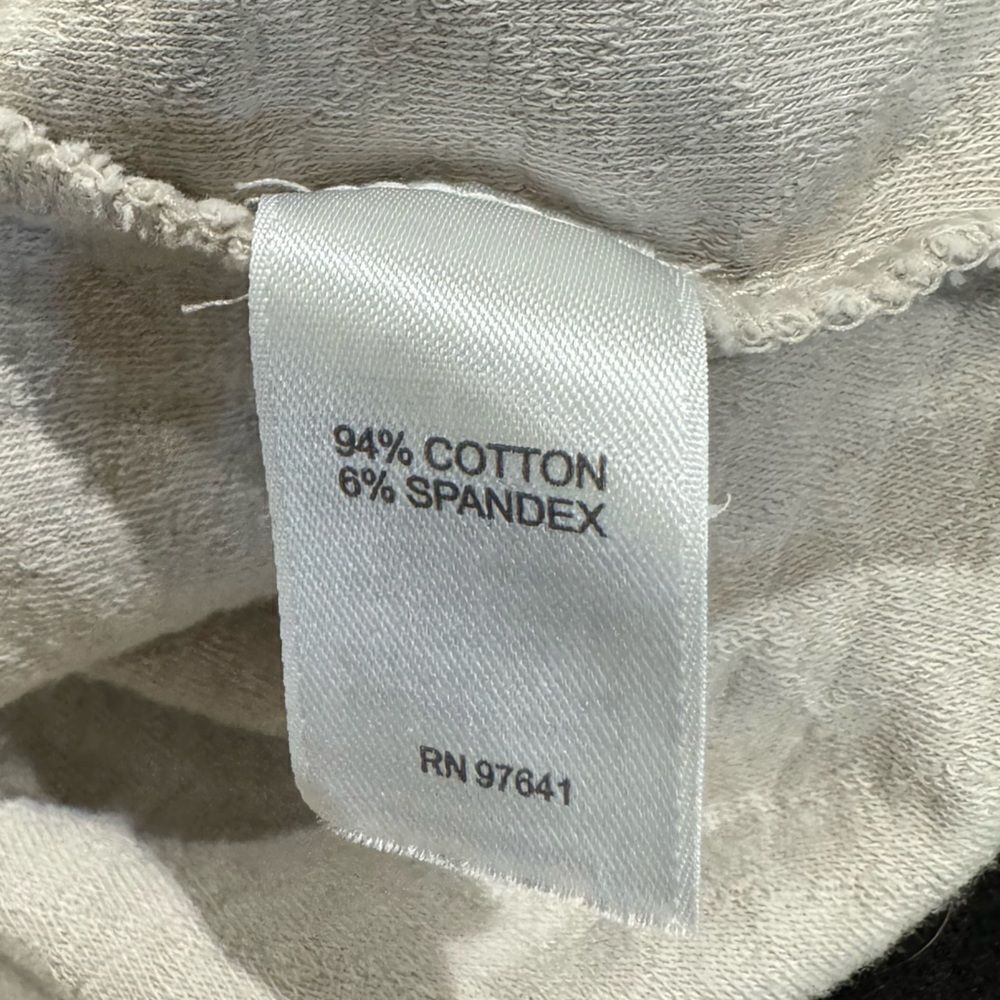 94% COTTON
6% SPANDEX
RN 97641